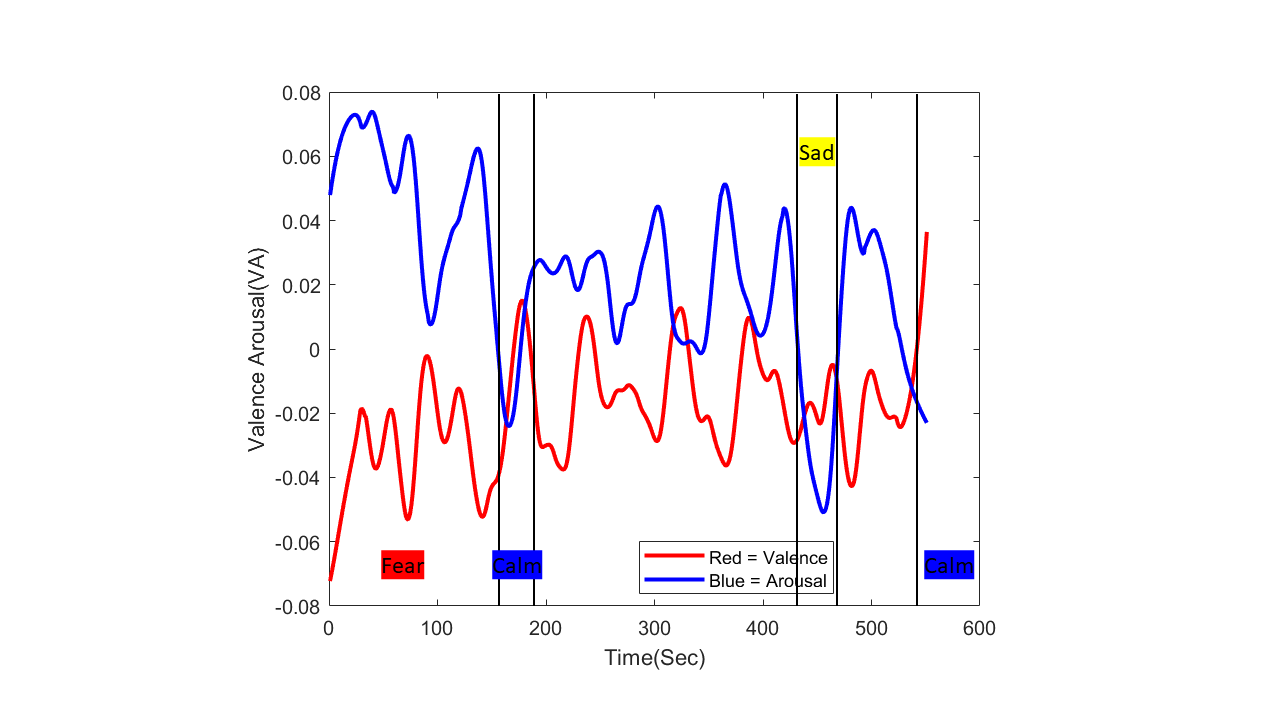 0.08
0.06
0.04
0.02
0
-0.02
-0.04
-0.06
-0.08
Valence Arousal(VA)
Sad
Fear
Calm
Red = Valence
Blue = Arousal
Calm
0 100 200 300 400 500 600
Time(Sec)